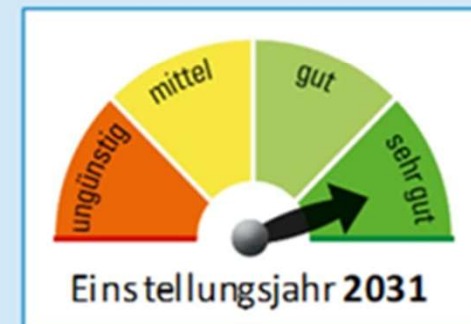 ungünstig
mittel
gut
sehr gut
Einstellungsjahr 2031